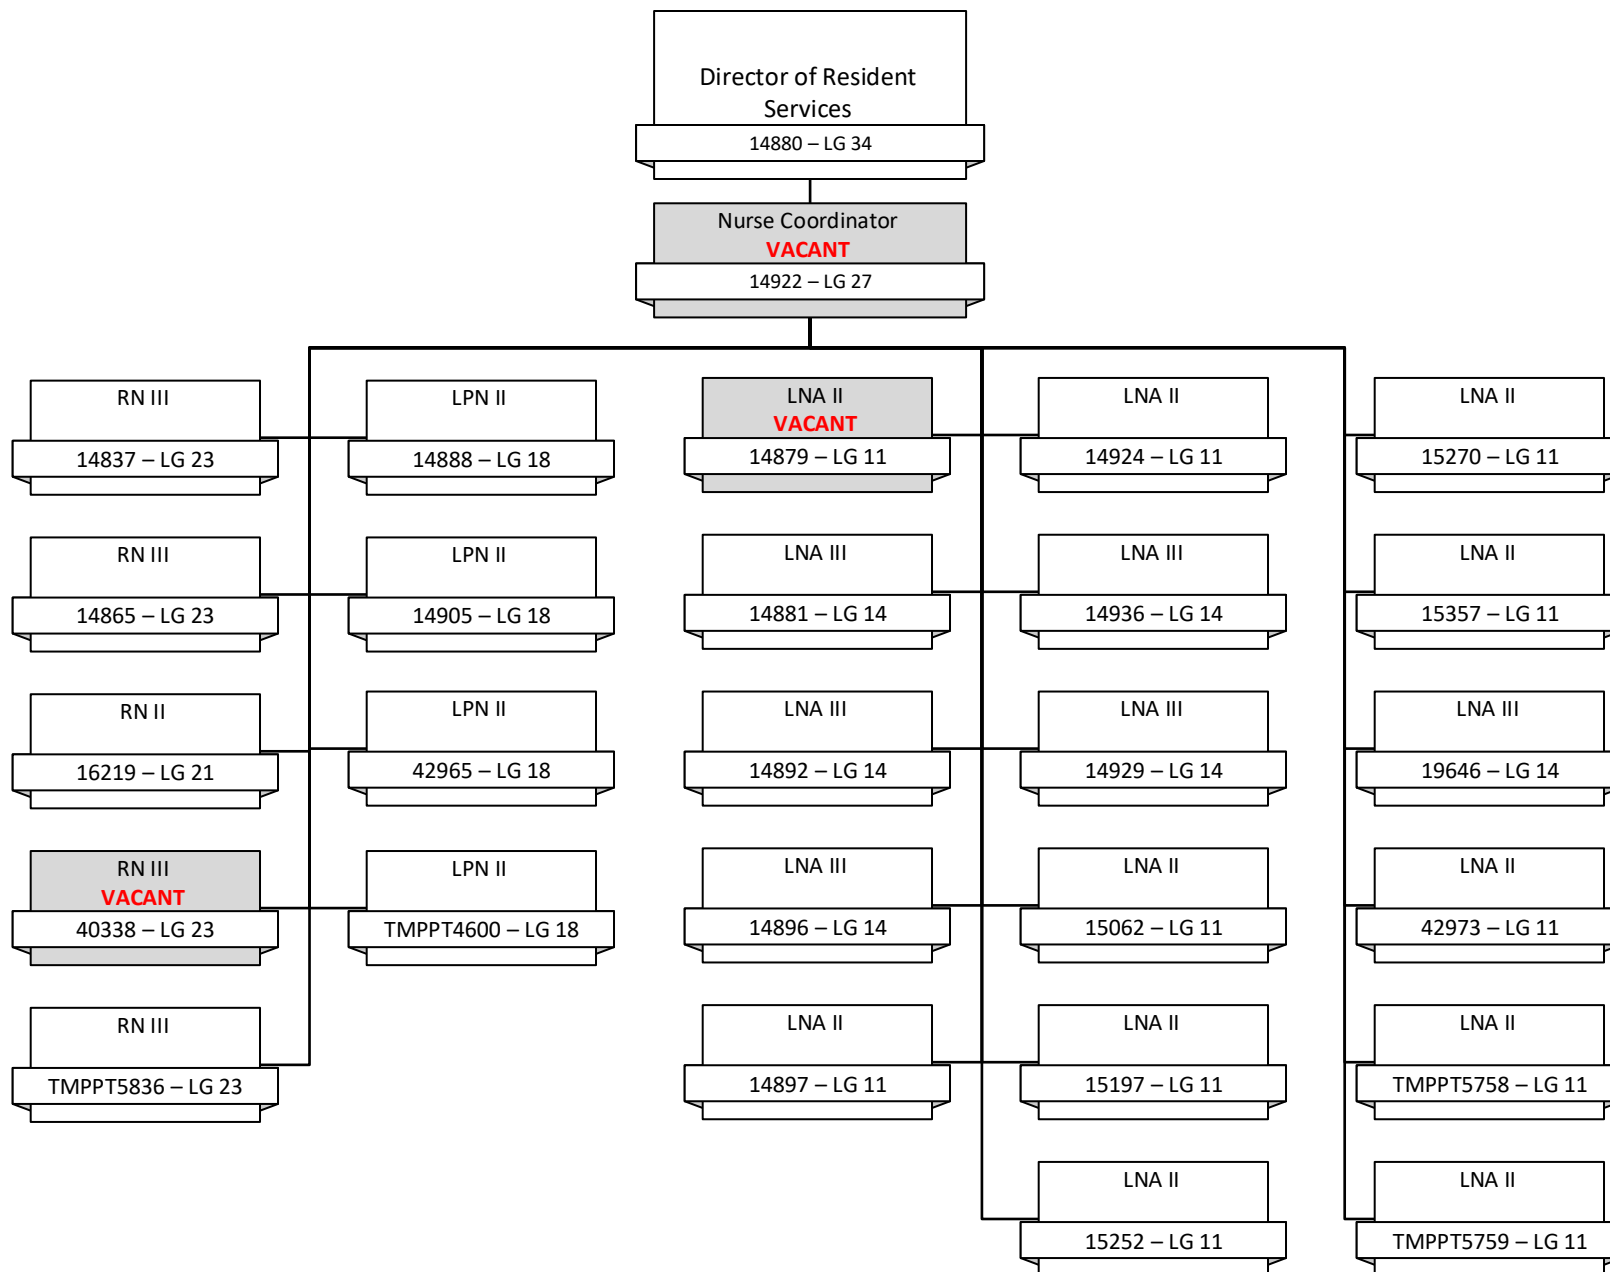 Director of Resident
Services
14880 – LG 34
Nurse Coordinator
VACANT
14922 – LG 27
RN III
14837 – LG 23
LPN II
14888 – LG 18
LNA II
VACANT
14879 – LG 11
LNA II
14924 – LG 11
LNA II
15270 – LG 11
RN III
14865 – LG 23
LPN II
14905 – LG 18
LNA III
14881 – LG 14
LNA III
14936 – LG 14
LNA II
15357 – LG 11
RN II
16219 – LG 21
LPN II
42965 – LG 18
LNA III
14892 – LG 14
LNA III
14929 – LG 14
LNA III
19646 – LG 14
RN III
VACANT
40338 – LG 23
LPN II
TMPPT4600 – LG 18
LNA III
14896 – LG 14
LNA II
15062 – LG 11
LNA II
42973 – LG 11
RN III
TMPPT5836 – LG 23
LNA II
14897 – LG 11
LNA II
15197 – LG 11
LNA II
TMPPT5758 – LG 11
LNA II
15252 – LG 11
LNA II
TMPPT5759 – LG 11